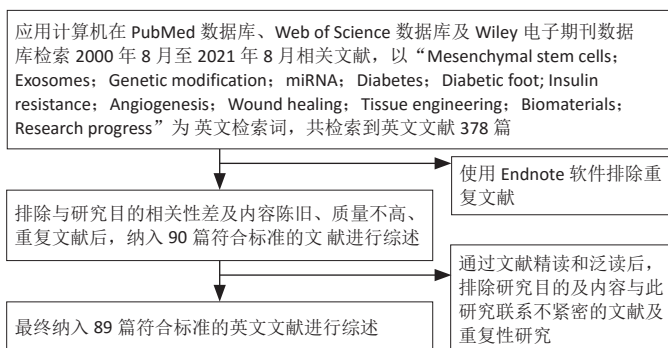 应用计算机在 PubMed 数据库、Web of Science 数据库及 Wiley 电子期刊数
据库检索 2000 年 8 月至 2021 年 8 月相关文献，以“Mesenchymal stem cells；
Exosomes；Genetic modification；miRNA；Diabetes；Diabetic foot; Insulin
resistance；Angiogenesis；Wound healing；Tissue engineering；Biomaterials；
Research progress”为 英文检索词，共检索到英文文献 378 篇
使用 Endnote 软件排除重
复文献
排除与研究目的相关性差及内容陈旧、质量不高、
重复文献后，纳入 90 篇符合标准的文 献进行综述
通过文献精读和泛读后，
排除研究目的及内容与此
研究联系不紧密的文献及
重复性研究
最终纳入 89 篇符合标准的英文文献进行综述